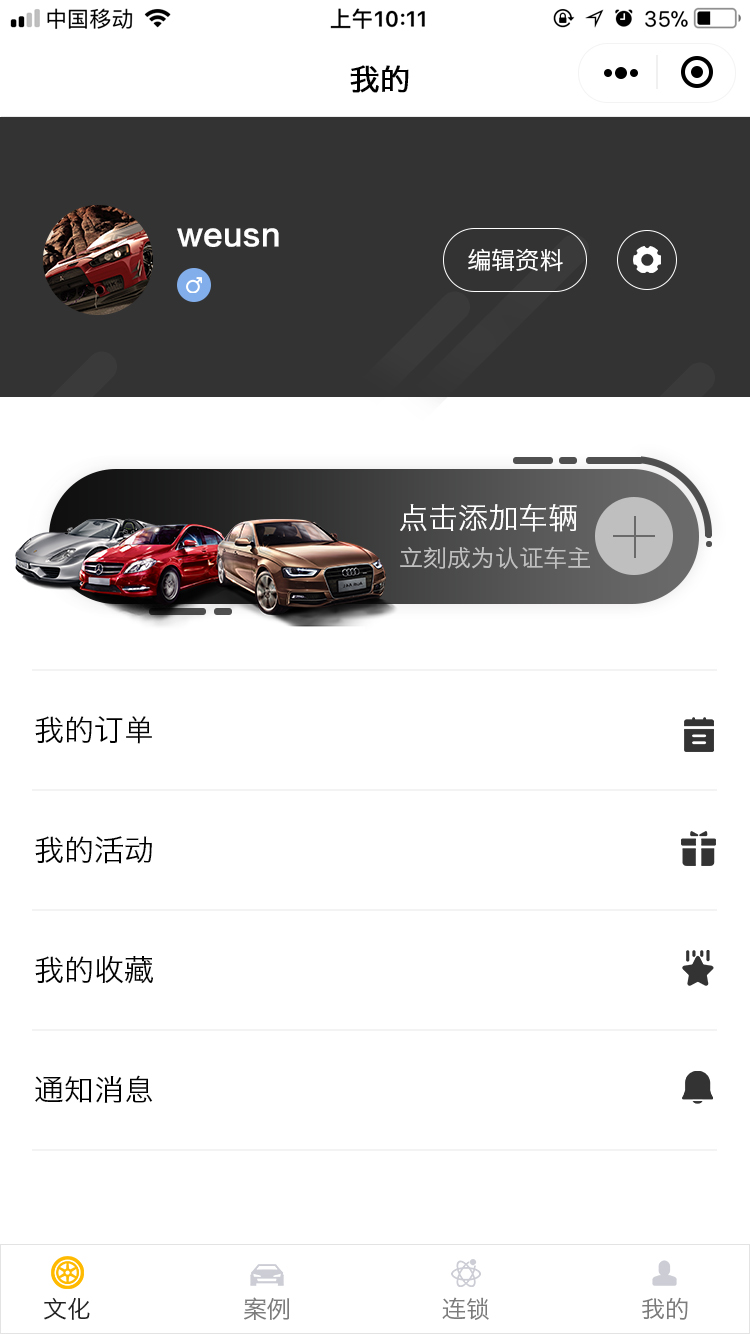 中国移动 上午10:11 35%
我的
weusn
编辑资料
点击添加车辆
立刻成为认证车主
我的订单
我的活动
我的收藏
通知消息
文化 案例 连锁 我的